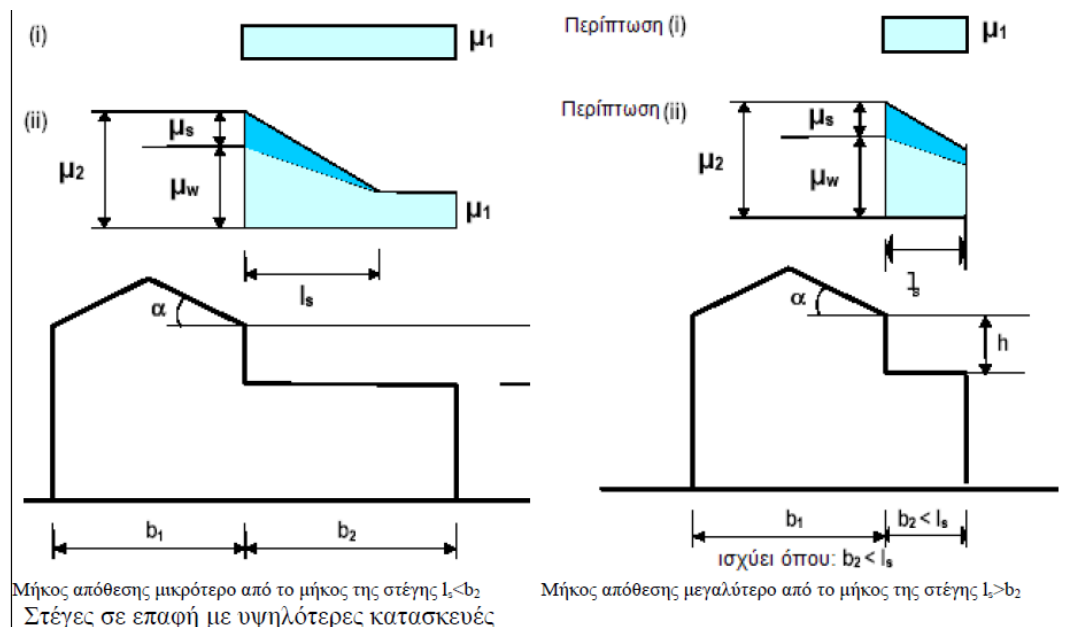 (i)
μ1
(ii)
μs
μ2
μw
μ1
ls
α
b1
b2
Μήκος απόθεσης μικρότερο από το μήκος της στέγης ls<b2
Περίπτωση (i)
μ1
Περίπτωση (ii)
μs
μ2
μw
α
h
b1
b2 < ls
ισχύει όπου: b2 < ls
Μήκος απόθεσης μεγαλύτερο από το μήκος της στέγης ls>b2
Στέγες σε επαφή με υψηλότερες κατασκευές